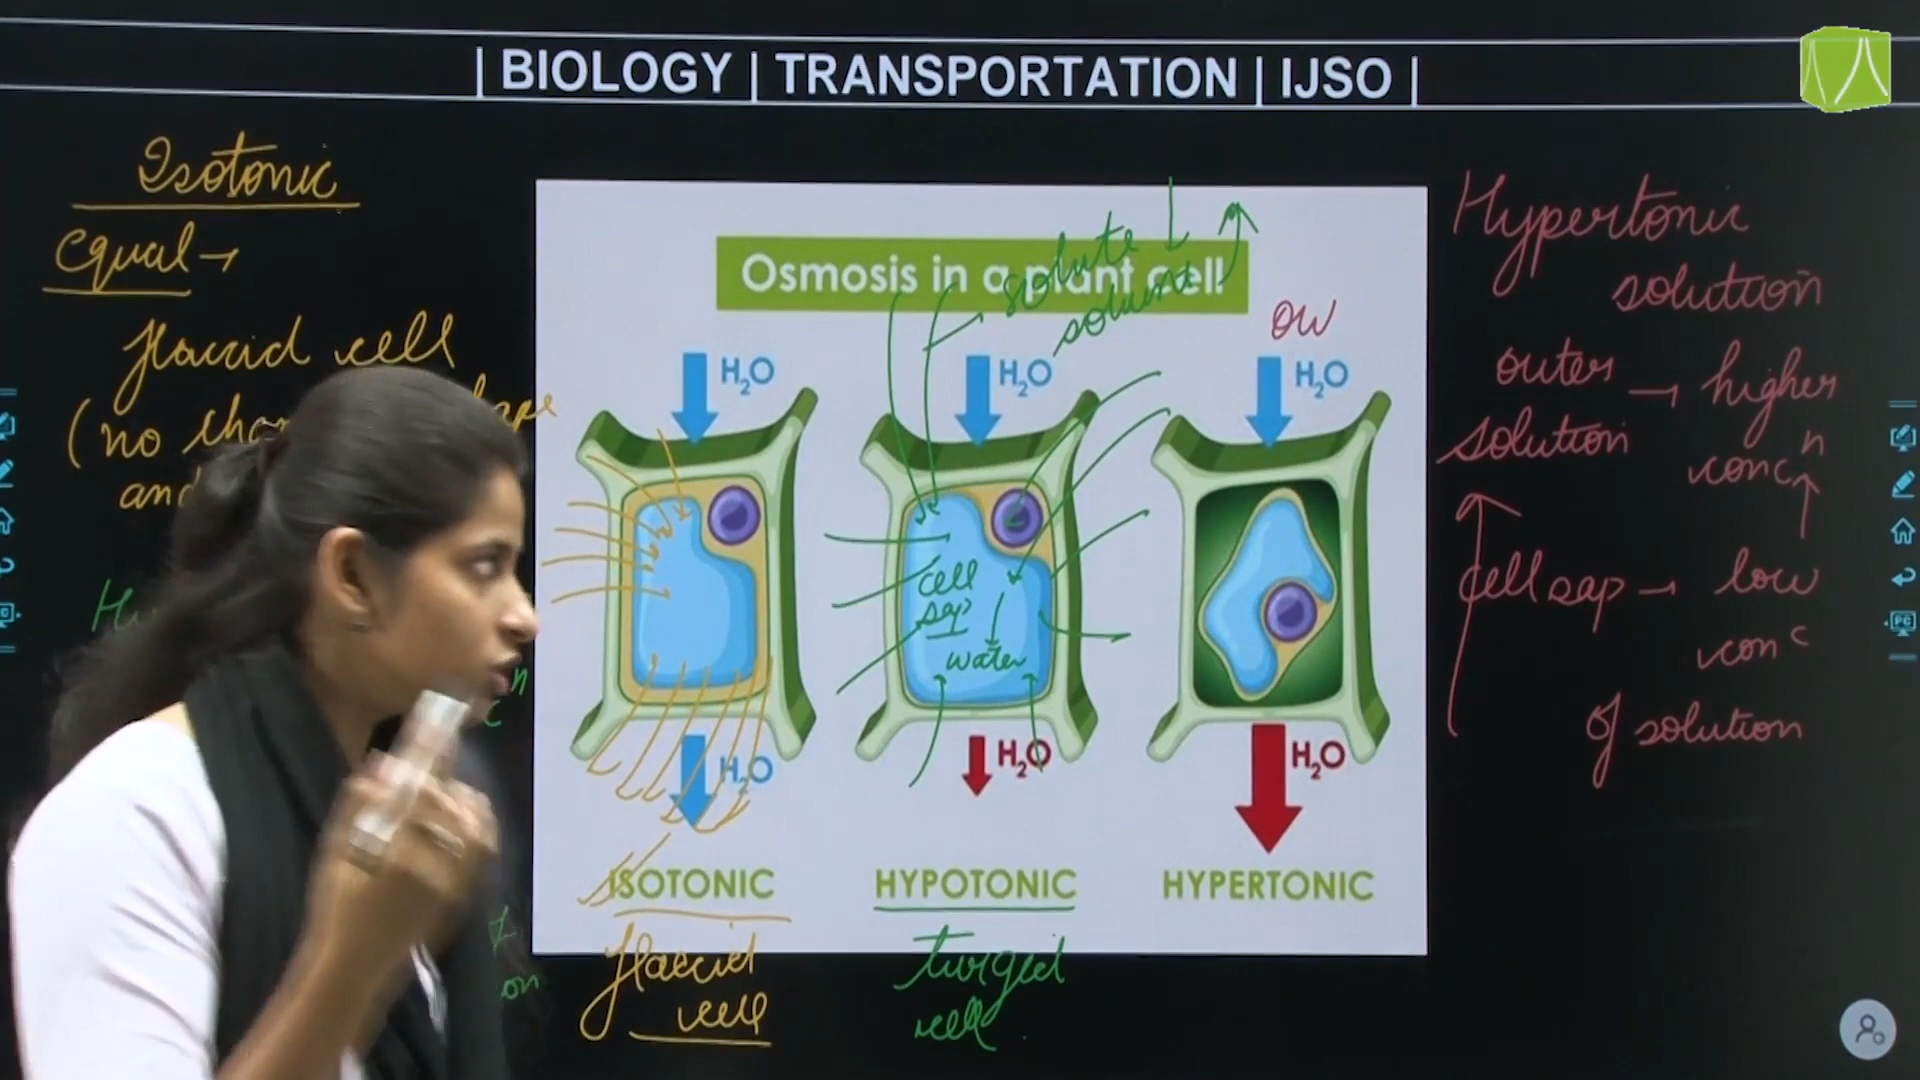 | BIOLOGY | TRANSPORTATION | IJSO |
Isotonic
equal →
flaccid cell
(no
and
Osmosis in a plant cell
solute ↓
solvent ↑
OW
H₂O
H₂O
H₂O
cell
sap
water
H₂O
H₂O
H₂O
ISOTONIC
HYPOTONIC
HYPERTONIC
flaccid
cell
turgid
cell
Hypertonic
solution
outer → higher
solution concⁿ ↑
cell sap → low
conc
of solution
PC